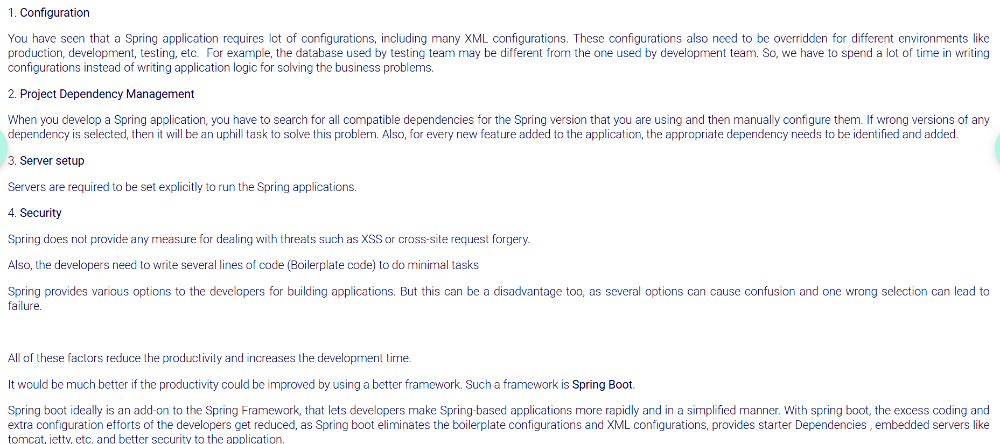 1. Configuration
You have seen that a Spring application requires lot of configurations, including many XML configurations. These configurations also need to be overridden for different environments like
production, development, testing, etc.  For example, the database used by testing team may be different from the one used by development team. So, we have to spend a lot of time in writing
configurations instead of writing application logic for solving the business problems.
2. Project Dependency Management
When you develop a Spring application, you have to search for all compatible dependencies for the Spring version that you are using and then manually configure them. If wrong versions of any
dependency is selected, then it will be an uphill task to solve this problem. Also, for every new feature added to the application, the appropriate dependency needs to be identified and added.
3. Server setup
Servers are required to be set explicitly to run the Spring applications.
4. Security
Spring does not provide any measure for dealing with threats such as XSS or cross-site request forgery.
Also, the developers need to write several lines of code (Boilerplate code) to do minimal tasks
Spring provides various options to the developers for building applications. But this can be a disadvantage too, as several options can cause confusion and one wrong selection can lead to
failure.
All of these factors reduce the productivity and increases the development time.
It would be much better if the productivity could be improved by using a better framework. Such a framework is Spring Boot.
Spring boot ideally is an add-on to the Spring Framework, that lets developers make Spring-based applications more rapidly and in a simplified manner. With spring boot, the excess coding and
extra configuration efforts of the developers get reduced, as Spring boot eliminates the boilerplate configurations and XML configurations, provides starter Dependencies , embedded servers like
tomcat, jetty, etc. and better security to the application.